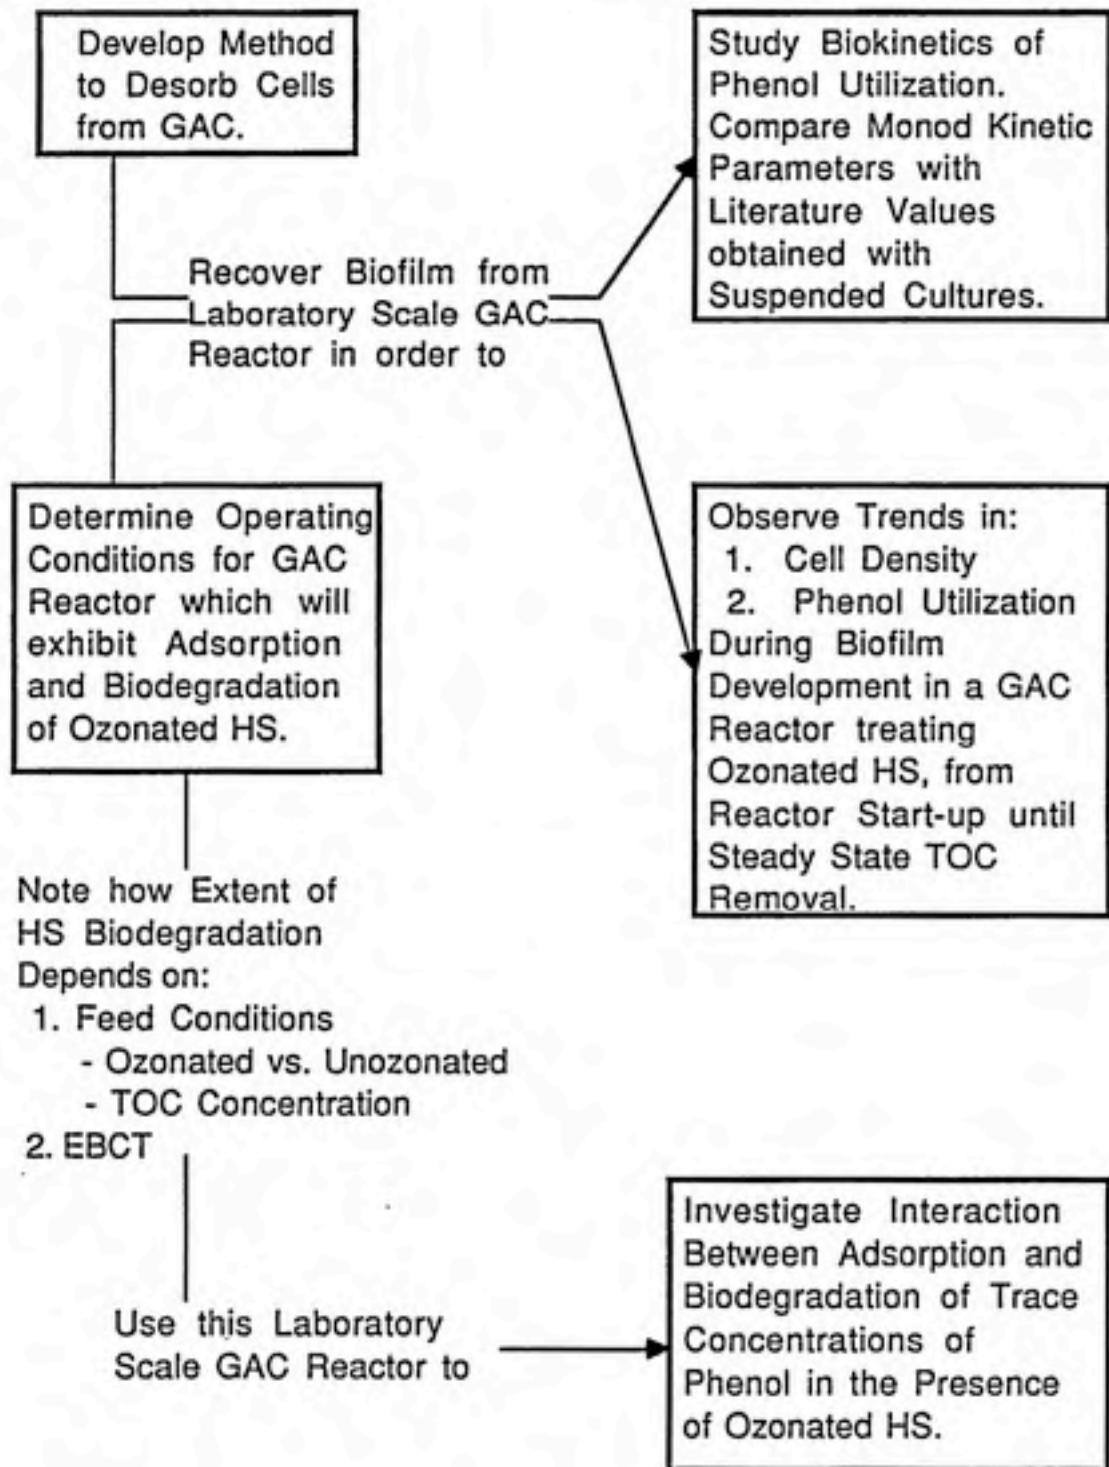 Develop Method
to Desorb Cells
from GAC.
Study Biokinetics of
Phenol Utilization.
Compare Monod Kinetic
Parameters with
Literature Values
obtained with
Suspended Cultures.
Recover Biofilm from
Laboratory Scale GAC
Reactor in order to
Determine Operating
Conditions for GAC
Reactor which will
exhibit Adsorption
and Biodegradation
of Ozonated HS.
Observe Trends in:
1. Cell Density
2. Phenol Utilization
During Biofilm
Development in a GAC
Reactor treating
Ozonated HS, from
Reactor Start-up until
Steady State TOC
Removal.
Note how Extent of
HS Biodegradation
Depends on:
1. Feed Conditions
- Ozonated vs. Unozonated
- TOC Concentration
2. EBCT
Use this Laboratory
Scale GAC Reactor to
Investigate Interaction
Between Adsorption and
Biodegradation of Trace
Concentrations of
Phenol in the Presence
of Ozonated HS.